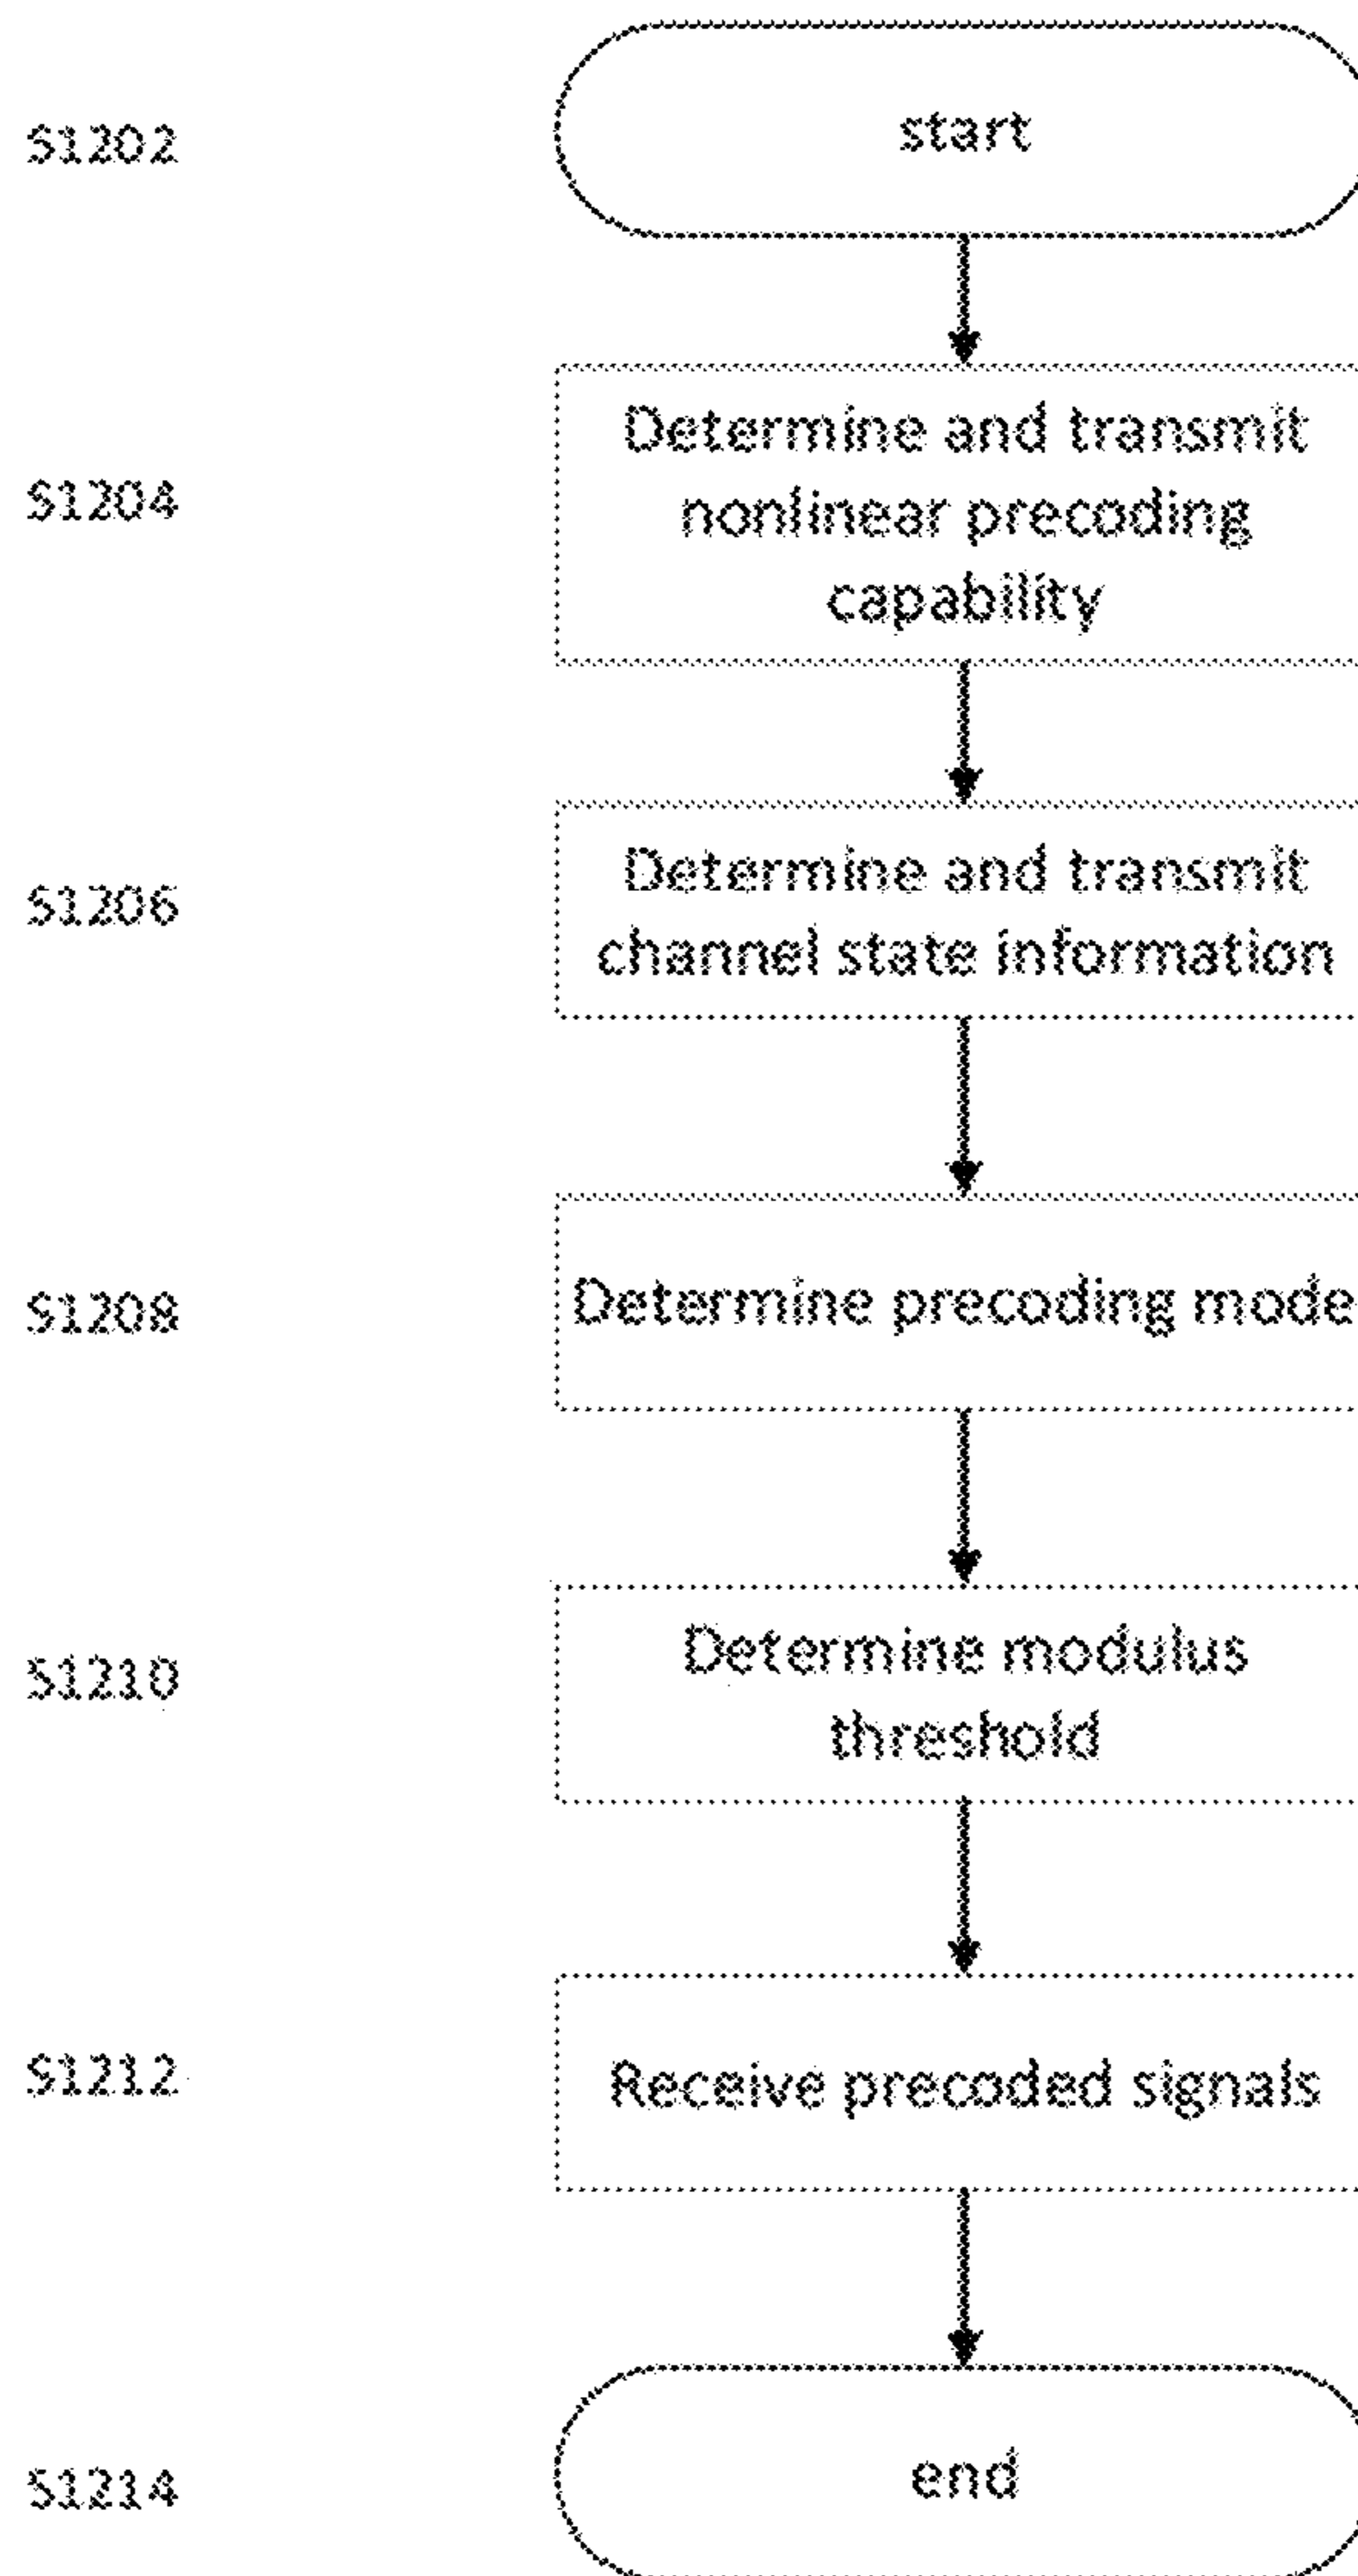 S1202
start
S1204
Determine and transmit
nonlinear precoding
capability
S1206
Determine and transmit
channel state information
S1208
Determine precoding mode
S1210
Determine modulus
threshold
S1212
Receive precoded signals
S1214
end